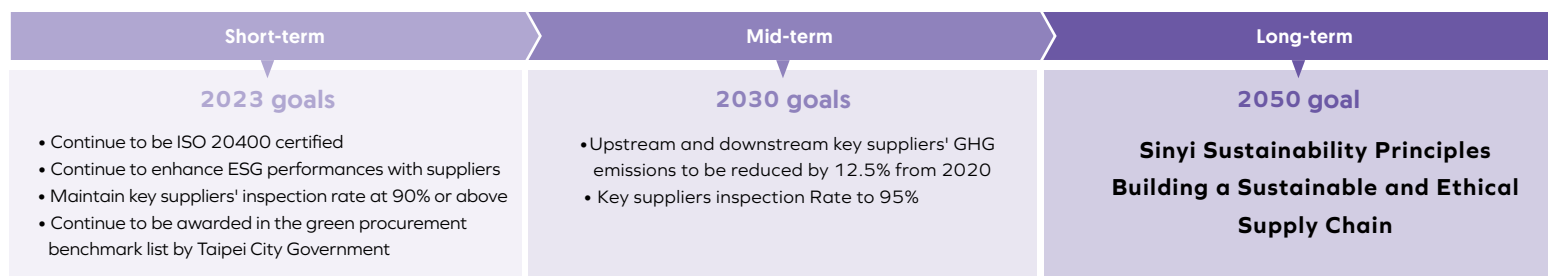 Short-term
Mid-term
Long-term
2023 goals
• Continue to be ISO 20400 certified
• Continue to enhance ESG performances with suppliers
• Maintain key suppliers' inspection rate at 90% or above
• Continue to be awarded in the green procurement
benchmark list by Taipei City Government
2030 goals
•Upstream and downstream key suppliers' GHG
emissions to be reduced by 12.5% from 2020
• Key suppliers inspection Rate to 95%
2050 goal
Sinyi Sustainability Principles
Building a Sustainable and Ethical
Supply Chain